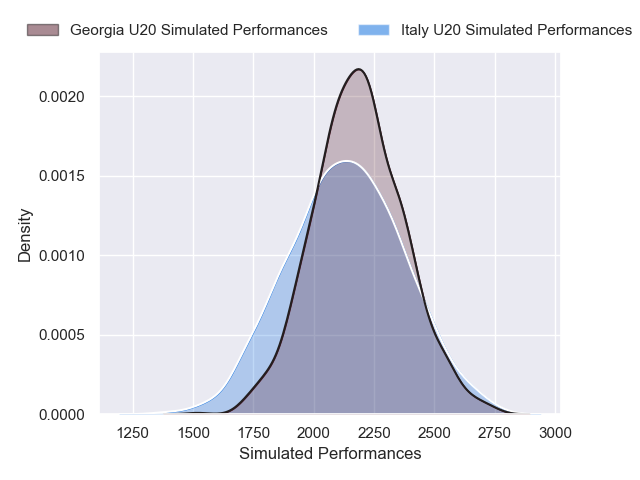 Georgia U20 Simulated Performances Italy U20 Simulated Performances
0.0020
0.0015
0.0010
0.0005
0.0000
Density
1250 1500 1750 2000 2250 2500 2750 3000
Simulated Performances